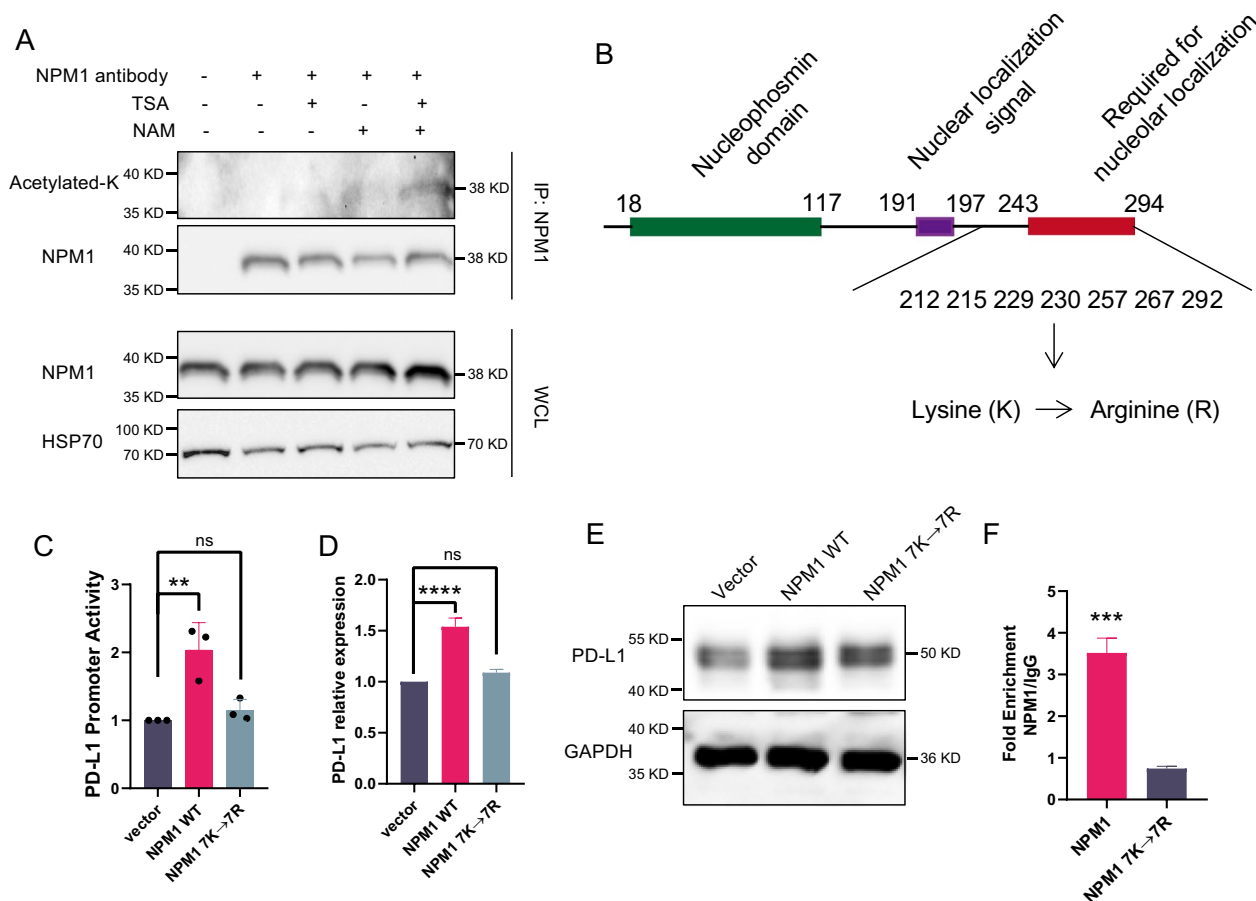 A
NPM1 antibody - + + + +
TSA - - + - +
NAM - - - + +
Acetylated-K
40 KD
35 KD
38 KD
NPM1
40 KD
35 KD
38 KD
IP: NPM1
NPM1
40 KD
35 KD
38 KD
HSP70
100 KD
70 KD
70 KD
WCL
B
Nucleophosmin
domain
Nuclear localization
signal
Required for
nucleolar localization
18 117 191 197 243 294
212 215 229 230 257 267 292
Lysine (K) → Arginine (R)
C
PD-L1 Promoter Activity
3
2
1
0
ns
**
vector
NPM1 WT
NPM1 7K→7R
D
PD-L1 relative expression
2.0
1.5
1.0
0.5
0.0
ns
****
vector
NPM1 WT
NPM1 7K→7R
E
Vector
NPM1 WT
NPM1 7K→7R
PD-L1
55 KD
40 KD
50 KD
GAPDH
40 KD
35 KD
36 KD
F
Fold Enrichment
NPM1/IgG
5
4
3
2
1
0
***
NPM1
NPM1 7K→7R